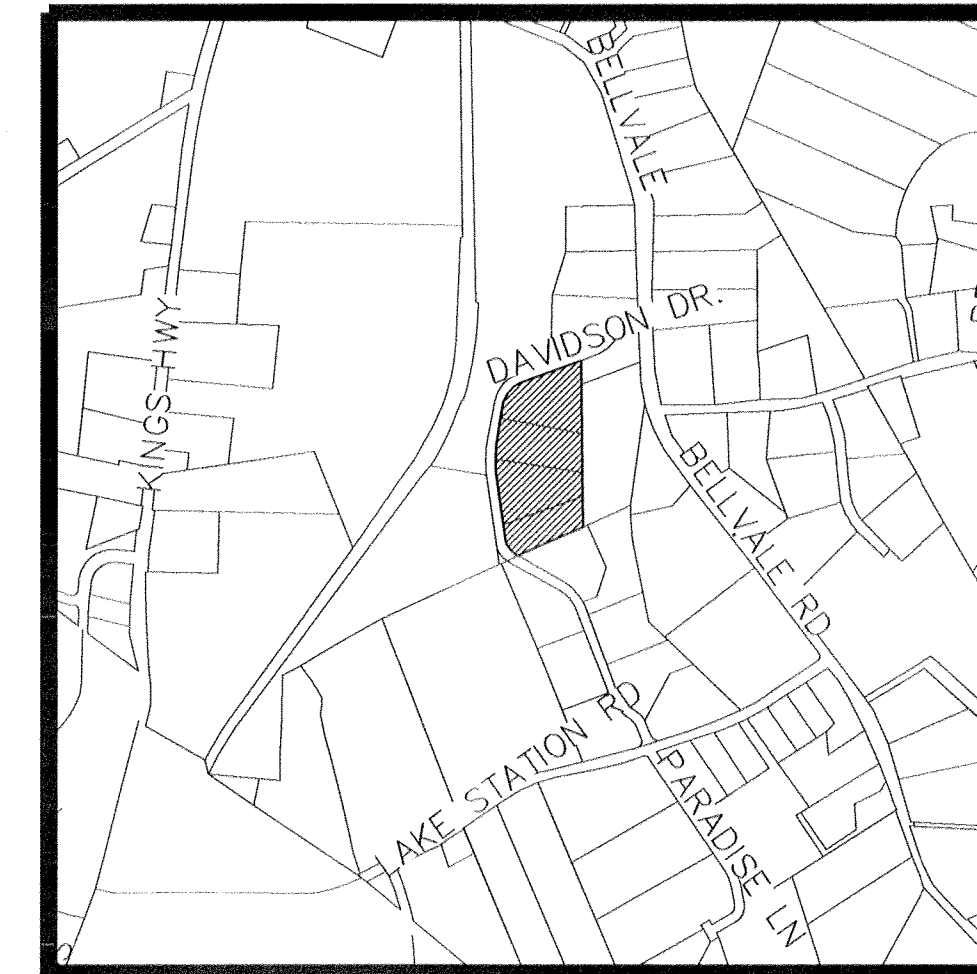 BELLVALE
DAVIDSON DR.
KINGS HWY
BELLVALE RD
LAKE STATION RD
PARADISE LN